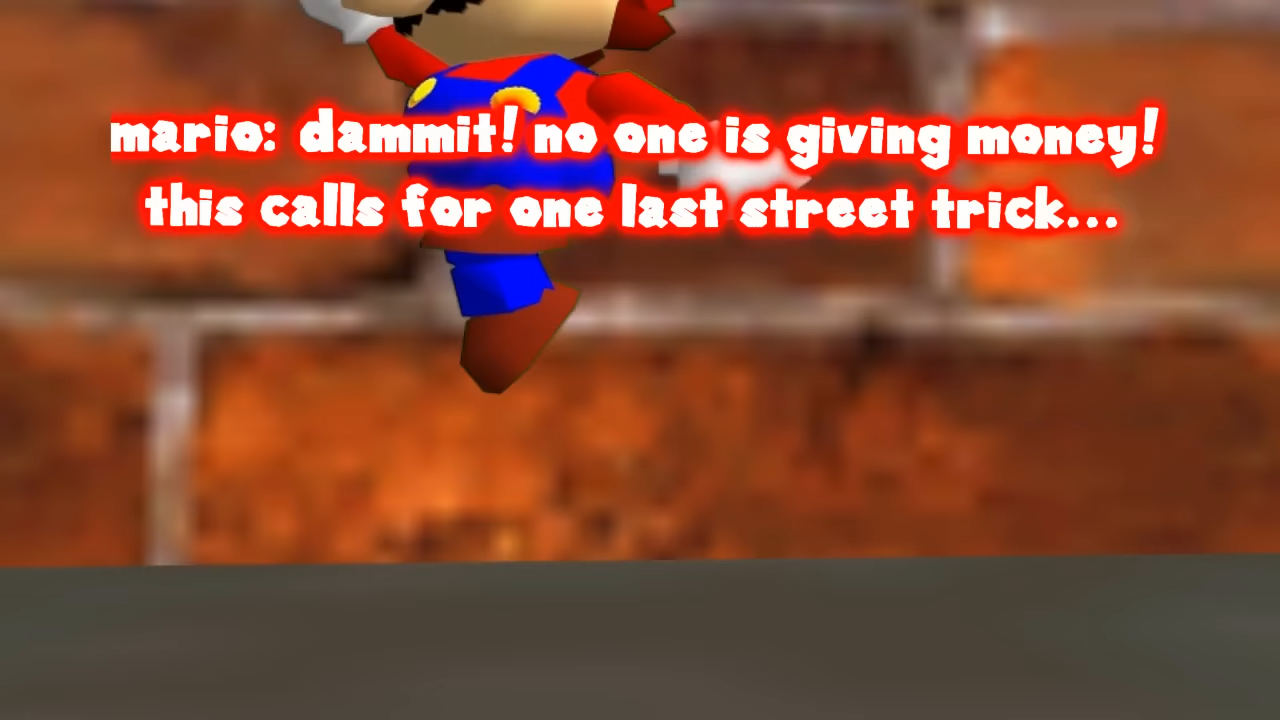 mario: dammit! no one is giving money!
this calls for one last street trick...